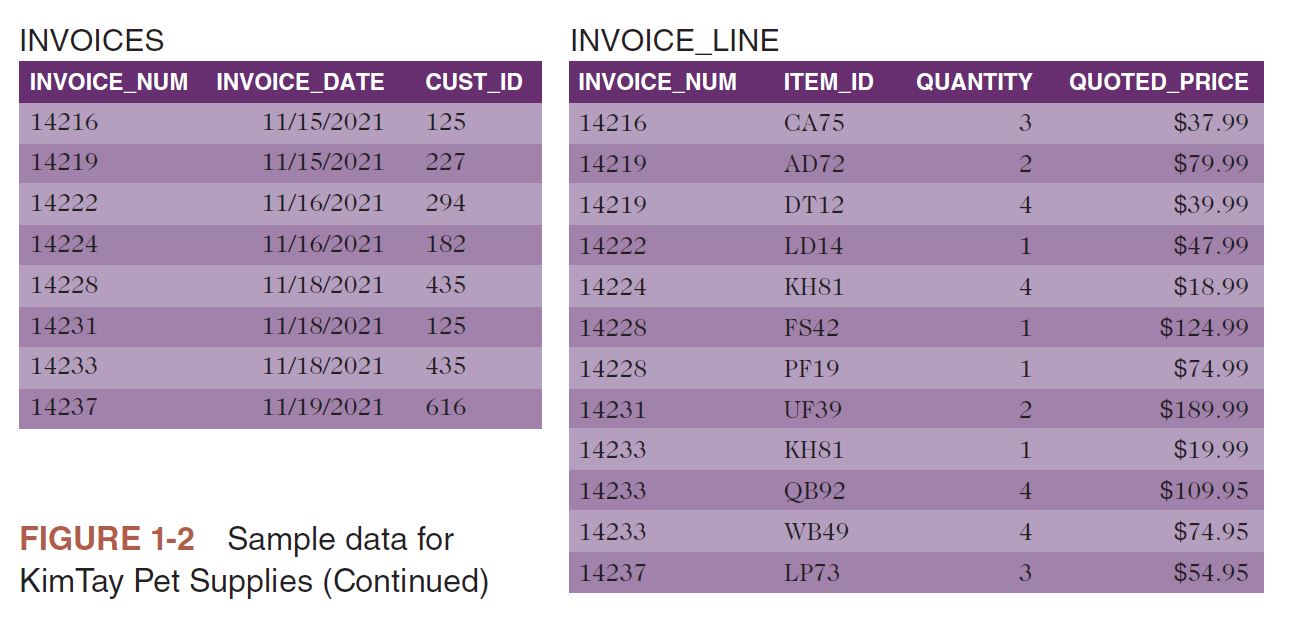 INVOICES
INVOICE_NUM INVOICE_DATE CUST_ID
14216 11/15/2021 125
14219 11/15/2021 227
14222 11/16/2021 294
14224 11/16/2021 182
14228 11/18/2021 435
14231 11/18/2021 125
14233 11/18/2021 435
14237 11/19/2021 616
INVOICE_LINE
INVOICE_NUM ITEM_ID QUANTITY QUOTED_PRICE
14216 CA75 3 $37.99
14219 AD72 2 $79.99
14219 DT12 4 $39.99
14222 LD14 1 $47.99
14224 KH81 4 $18.99
14228 FS42 1 $124.99
14228 PF19 1 $74.99
14231 UF39 2 $189.99
14233 KH81 1 $19.99
14233 QB92 4 $109.95
14233 WB49 4 $74.95
14237 LP73 3 $54.95
FIGURE 1-2 Sample data for
KimTay Pet Supplies (Continued)